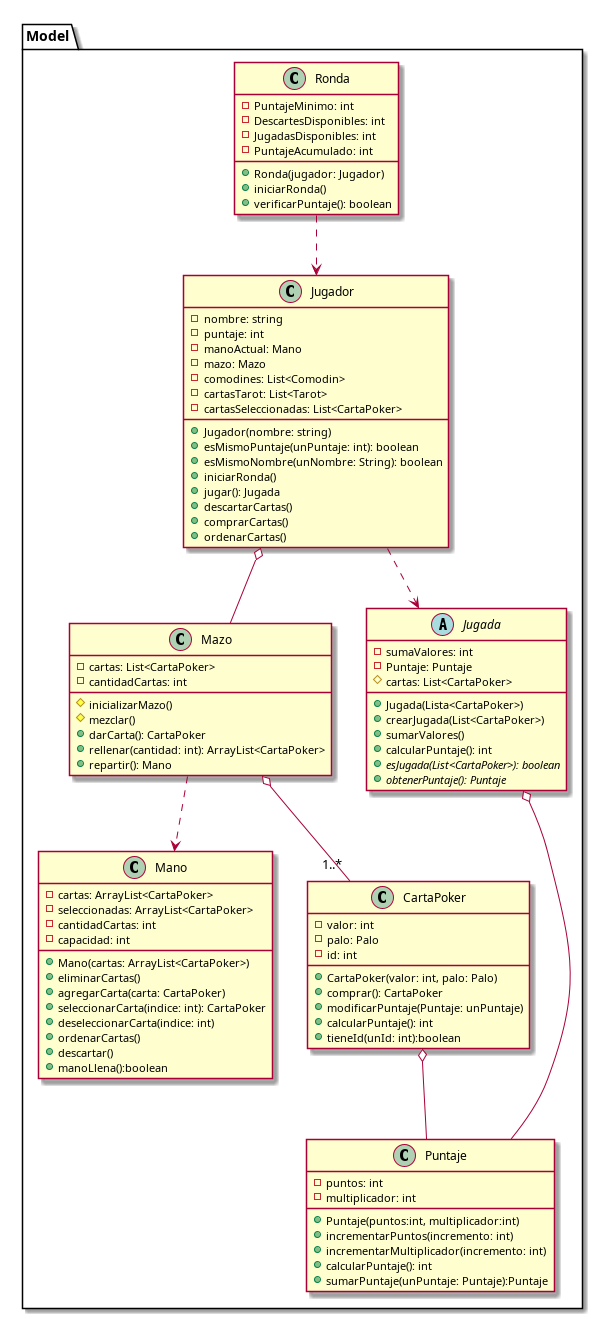 Model
C Ronda
PuntajeMinimo: int
DescartesDisponibles: int
JugadasDisponibles: int
PuntajeAcumulado: int
Ronda(jugador: Jugador)
iniciarRonda()
verificarPuntaje(): boolean
C Jugador
nombre: string
puntaje: int
manoActual: Mano
mazo: Mazo
comodines: List<Comodin>
cartasTarot: List<Tarot>
cartasSeleccionadas: List<CartaPoker>
Jugador(nombre: string)
esMismoPuntaje(unPuntaje: int): boolean
esMismoNombre(unNombre: String): boolean
iniciarRonda()
jugar(): Jugada
descartarCartas()
comprarCartas()
ordenarCartas()
C Mazo
cartas: List<CartaPoker>
cantidadCartas: int
inicializarMazo()
mezclar()
darCarta(): CartaPoker
rellenar(cantidad: int): ArrayList<CartaPoker>
repartir(): Mano
A Jugada
sumaValores: int
Puntaje: Puntaje
cartas: List<CartaPoker>
Jugada(Lista<CartaPoker>)
crearJugada(List<CartaPoker>)
sumarValores()
calcularPuntaje(): int
esJugada(List<CartaPoker>): boolean
obtenerPuntaje(): Puntaje
1..*
C Mano
cartas: ArrayList<CartaPoker>
seleccionadas: ArrayList<CartaPoker>
cantidadCartas: int
capacidad: int
Mano(cartas: ArrayList<CartaPoker>)
eliminarCartas()
agregarCarta(carta: CartaPoker)
seleccionarCarta(indice: int): CartaPoker
deseleccionarCarta(indice: int)
ordenarCartas()
descartar()
manoLlena():boolean
C CartaPoker
valor: int
palo: Palo
id: int
CartaPoker(valor: int, palo: Palo)
comprar(): CartaPoker
modificarPuntaje(Puntaje: unPuntaje)
calcularPuntaje(): int
tieneId(unId: int):boolean
C Puntaje
puntos: int
multiplicador: int
Puntaje(puntos:int, multiplicador:int)
incrementarPuntos(incremento: int)
incrementarMultiplicador(incremento: int)
calcularPuntaje(): int
sumarPuntaje(unPuntaje: Puntaje):Puntaje